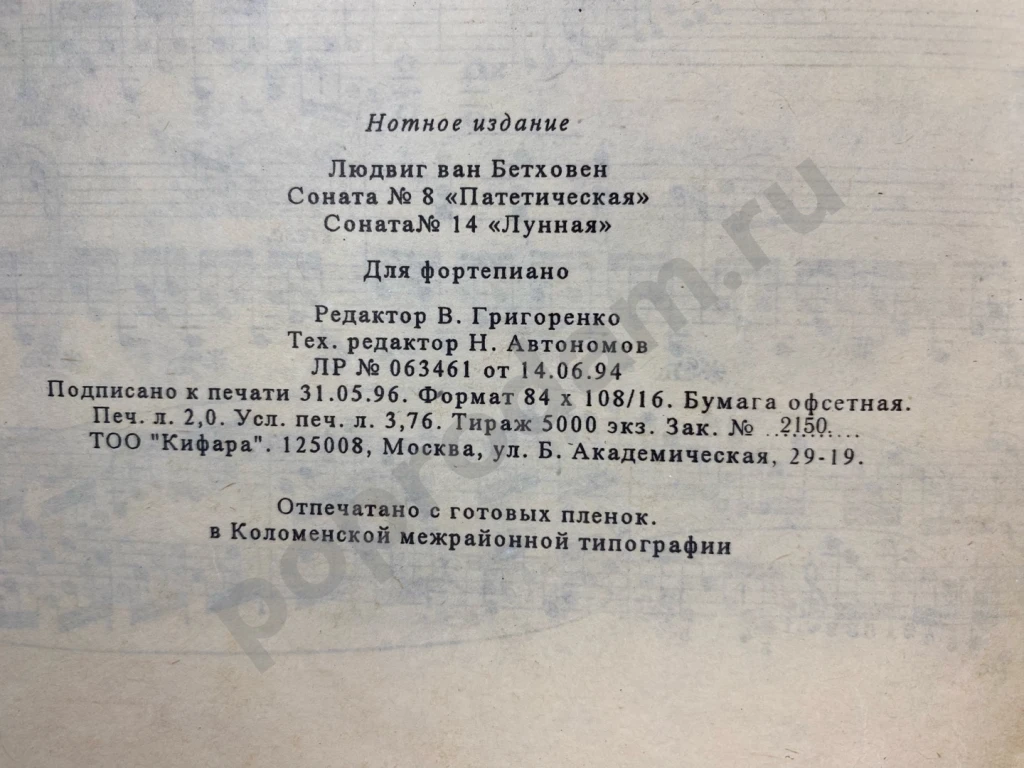 Нотное издание
Людвиг ван Бетховен
Соната № 8 «Патетическая»
Соната№ 14 «Лунная»
Для фортепиано
Редактор В. Григоренко
Тех. редактор Н. Автономов
ЛР № 063461 от 14.06.94
Подписано к печати 31.05.96. Формат 84 х 108/16. Бумага офсетная.
Печ. л. 2,0. Усл. печ. л. 3,76. Тираж 5000 экз. Зак. № ..2150....
ТОО "Кифара". 125008, Москва, ул. Б. Академическая, 29-19.
Отпечатано с готовых пленок.
в Коломенской межрайонной типографии